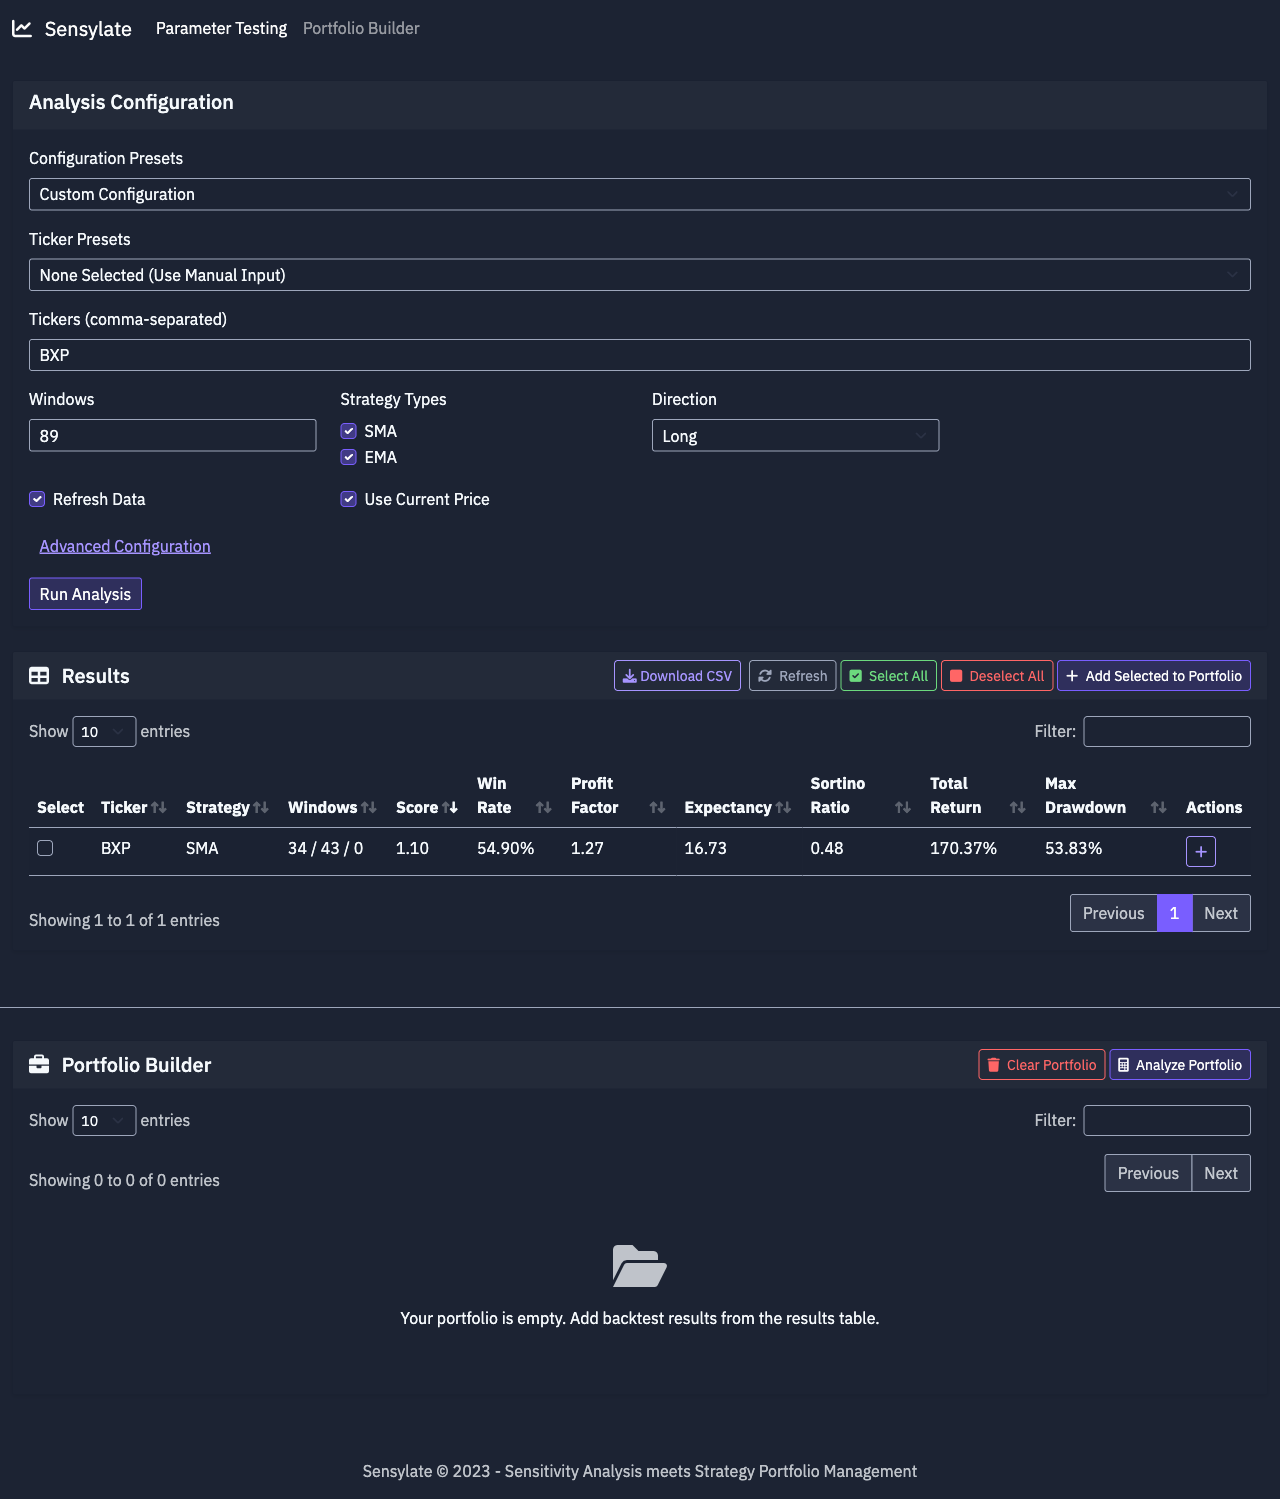 Sensylate Parameter Testing Portfolio Builder
Analysis Configuration
Configuration Presets
Custom Configuration
Ticker Presets
None Selected (Use Manual Input)
Tickers (comma-separated)
BXP
Windows Strategy Types Direction
89 SMA Long
EMA
Refresh Data Use Current Price
Advanced Configuration
Run Analysis
Results Download CSV Refresh Select All Deselect All Add Selected to Portfolio
Show 10 entries Filter:
Select Ticker Strategy Windows Score Win Rate Profit Factor Expectancy Sortino Ratio Total Return Max Drawdown Actions
BXP SMA 34 / 43 / 0 1.10 54.90% 1.27 16.73 0.48 170.37% 53.83% +
Showing 1 to 1 of 1 entries Previous 1 Next
Portfolio Builder Clear Portfolio Analyze Portfolio
Show 10 entries Filter:
Showing 0 to 0 of 0 entries Previous Next
Your portfolio is empty. Add backtest results from the results table.
Sensylate © 2023 - Sensitivity Analysis meets Strategy Portfolio Management